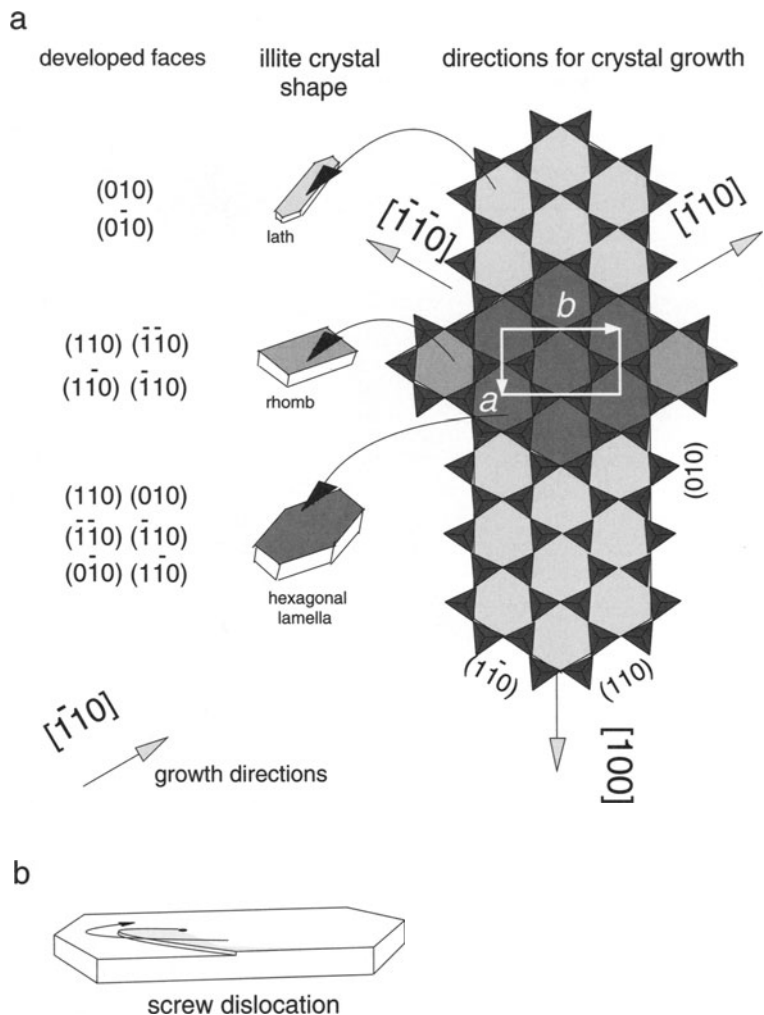 a
developed faces
illite crystal
shape
directions for crystal growth
(010)
(01̄0)
lath
[1̄1̄0]
[1̄10]
(110) (1̄1̄0)
(11̄0) (1̄10)
rhomb
b
a
(010)
(110) (010)
(1̄1̄0) (1̄10)
(01̄0) (11̄0)
hexagonal
lamella
(11̄0)
(110)
[100]
[1̄10]
growth directions
b
screw dislocation